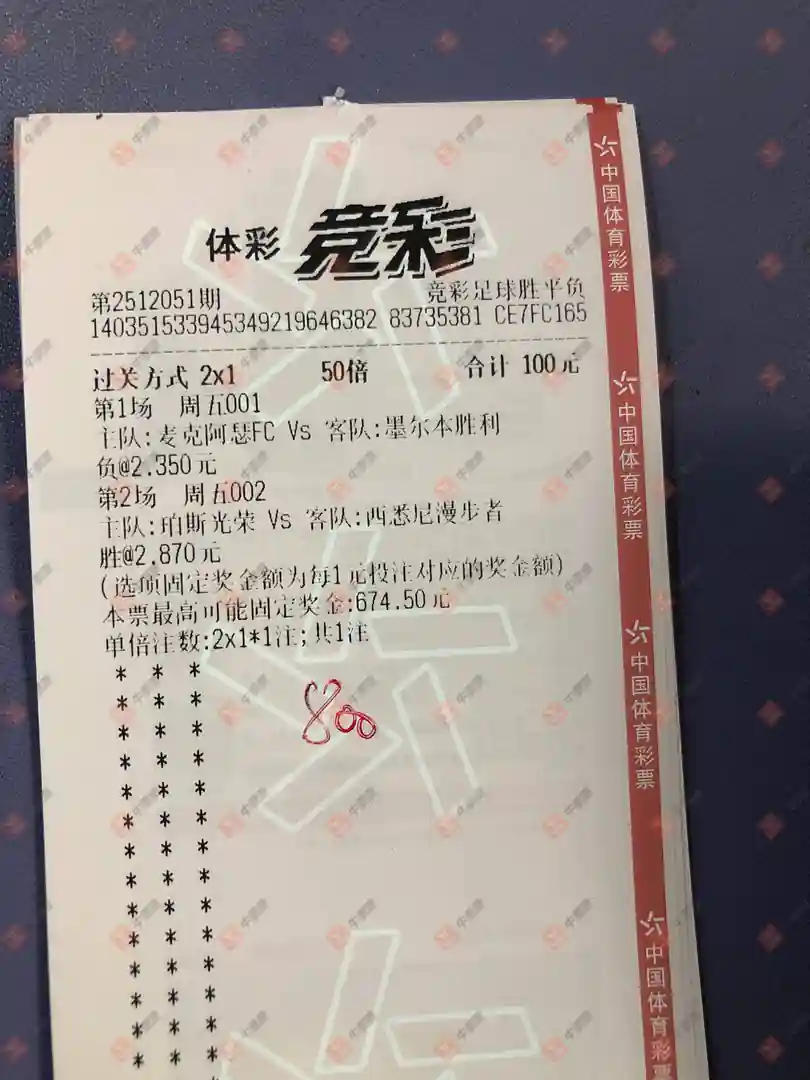 体彩 竞彩
第2512051期 竞彩足球胜平负
140351533945349219646382 83735381 CE7FC165
过关方式 2x1 50倍 合计 100元
第1场 周五001
主队:麦克阿瑟FC Vs 客队:墨尔本胜利
负@2.350元
第2场 周五002
主队:珀斯光荣 Vs 客队:西悉尼漫步者
胜@2.870元
(选项固定奖金额为每1元投注对应的奖金额)
本票最高可能固定奖金:674.50元
单倍注数:2x1*1注;共1注
800
中国体育彩票
中国体育彩票
中国体育彩票
中国体育彩票